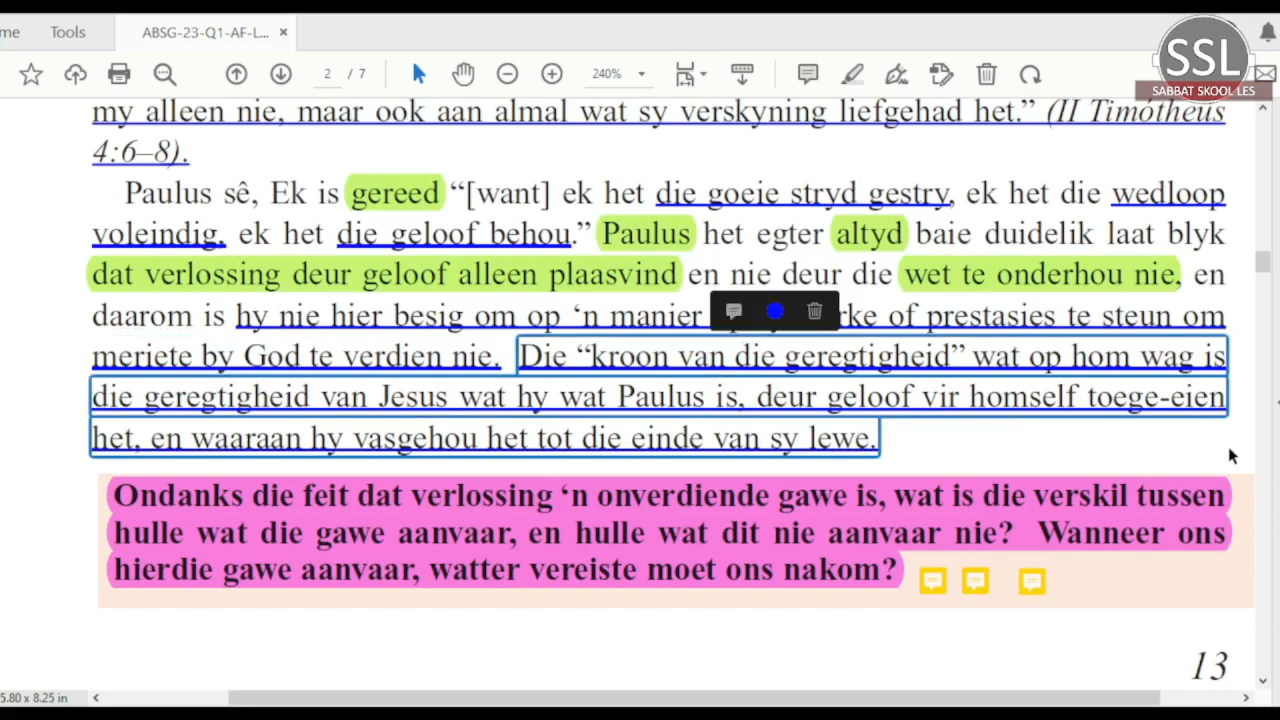 me Tools ABSG-23-Q1-AF-L... ×
SSL
SABBAT SKOOL LES
2 / 7 240%
my alleen nie, maar ook aan almal wat sy verskyning liefgehad het.” (II Timótheus
4:6–8).
Paulus sê, Ek is gereed “[want] ek het die goeie stryd gestry, ek het die wedloop
voleindig, ek het die geloof behou.” Paulus het egter altyd baie duidelik laat blyk
dat verlossing deur geloof alleen plaasvind en nie deur die wet te onderhou nie, en
daarom is hy nie hier besig om op ‘n manier rke of prestasies te steun om
meriete by God te verdien nie. Die “kroon van die geregtigheid” wat op hom wag is
die geregtigheid van Jesus wat hy wat Paulus is, deur geloof vir homself toege-eien
het, en waaraan hy vasgehou het tot die einde van sy lewe.
Ondanks die feit dat verlossing ‘n onverdiende gawe is, wat is die verskil tussen
hulle wat die gawe aanvaar, en hulle wat dit nie aanvaar nie? Wanneer ons
hierdie gawe aanvaar, watter vereiste moet ons nakom?
13
5.80 x 8.25 in